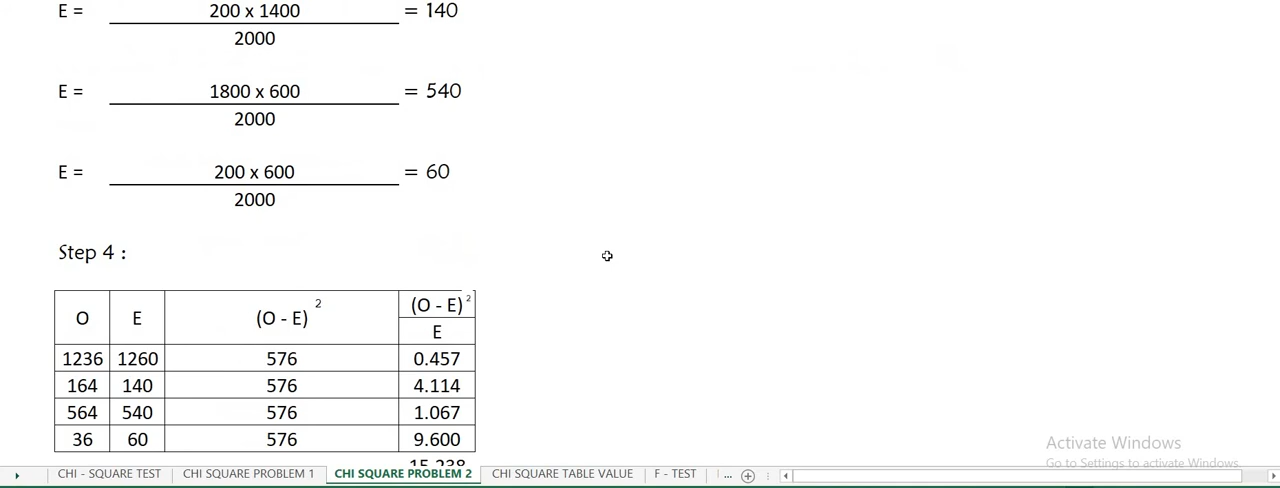 E = 200 x 1400 = 140
2000
E = 1800 x 600 = 540
2000
E = 200 x 600 = 60
2000
Step 4 :
O E (O - E) 2 (O - E) 2
E
1236 1260 576 0.457
164 140 576 4.114
564 540 576 1.067
36 60 576 9.600
15.238
Activate Windows
Go to Settings to activate Windows.
CHI - SQUARE TEST CHI SQUARE PROBLEM 1 CHI SQUARE PROBLEM 2 CHI SQUARE TABLE VALUE F - TEST ...